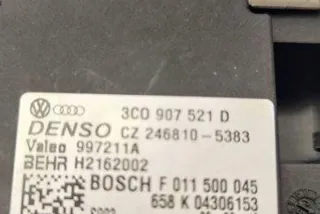 3C0 907 521 D
DENSO CZ 246810-5383
Valeo 997211A
BEHR H2162002
BOSCH F 011 500 045
658 K 04306153